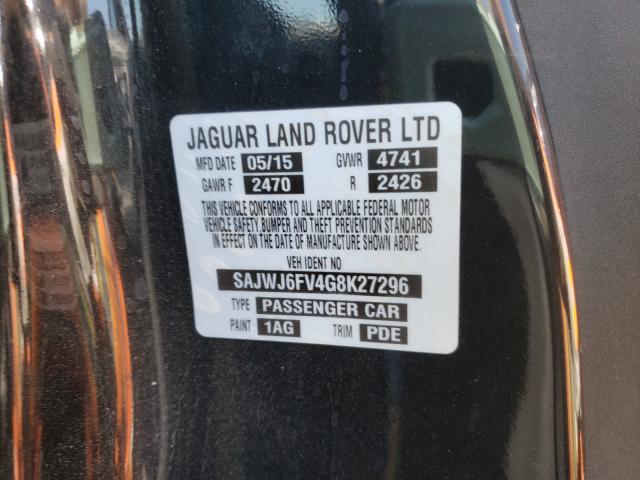 JAGUAR LAND ROVER LTD
MFD DATE 05/15 GVWR 4741
GAWR F 2470 R 2426
THIS VEHICLE CONFORMS TO ALL APPLICABLE FEDERAL MOTOR
VEHICLE SAFETY,BUMPER AND THEFT PREVENTION STANDARDS
IN EFFECT ON THE DATE OF MANUFACTURE SHOWN ABOVE.
VEH IDENT NO
SAJWJ6FV4G8K27296
TYPE PASSENGER CAR
PAINT 1AG TRIM PDE